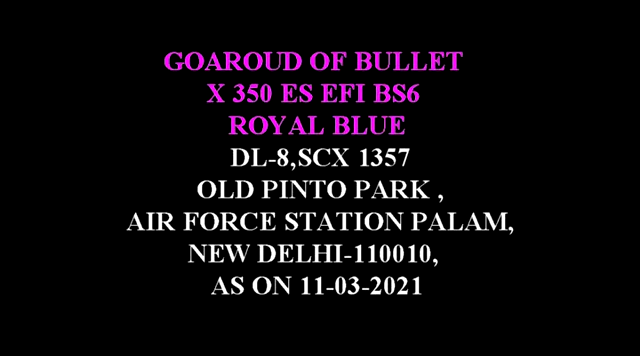 GOAROUD OF BULLET
X 350 ES EFI BS6
ROYAL BLUE
DL-8,SCX 1357
OLD PINTO PARK ,
AIR FORCE STATION PALAM,
NEW DELHI-110010,
AS ON 11-03-2021